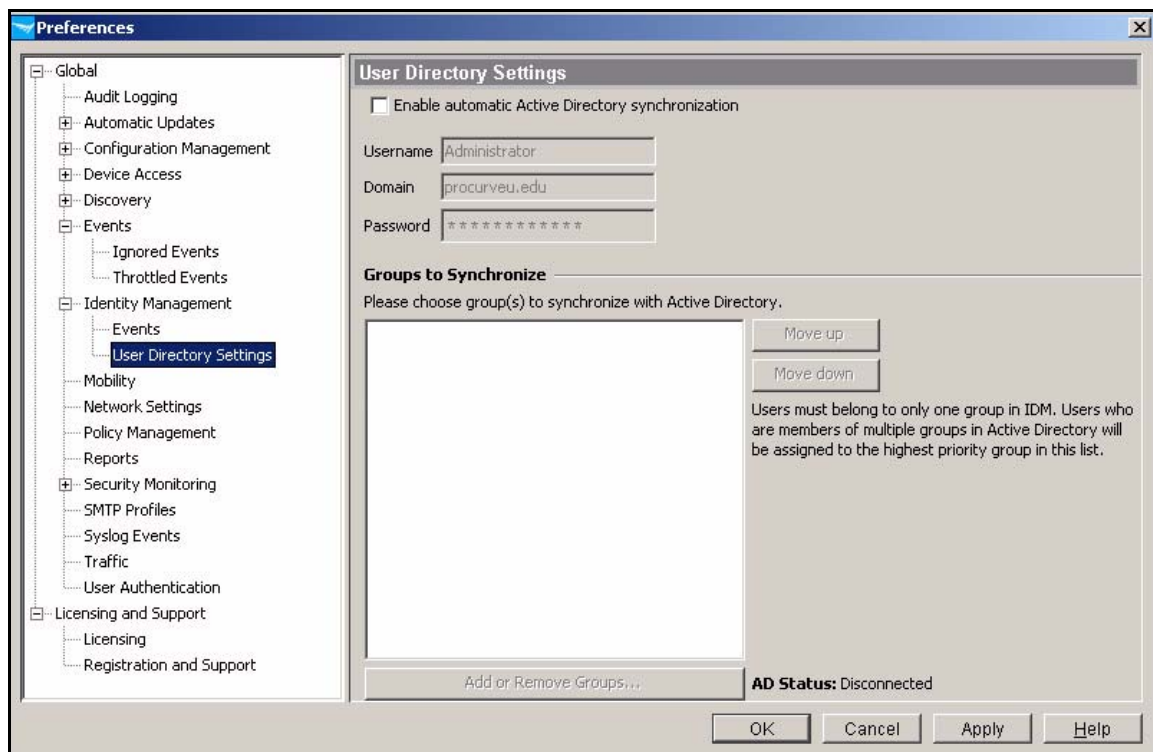 Preferences
Global
Audit Logging
Automatic Updates
Configuration Management
Device Access
Discovery
Events
Ignored Events
Throttled Events
Identity Management
Events
User Directory Settings
Mobility
Network Settings
Policy Management
Reports
Security Monitoring
SMTP Profiles
Syslog Events
Traffic
User Authentication
Licensing and Support
Licensing
Registration and Support
User Directory Settings
Enable automatic Active Directory synchronization
Username Administrator
Domain procurveu.edu
Password ************
Groups to Synchronize
Please choose group(s) to synchronize with Active Directory.
Move up
Move down
Users must belong to only one group in IDM. Users who
are members of multiple groups in Active Directory will
be assigned to the highest priority group in this list.
Add or Remove Groups...
AD Status: Disconnected
OK Cancel Apply Help